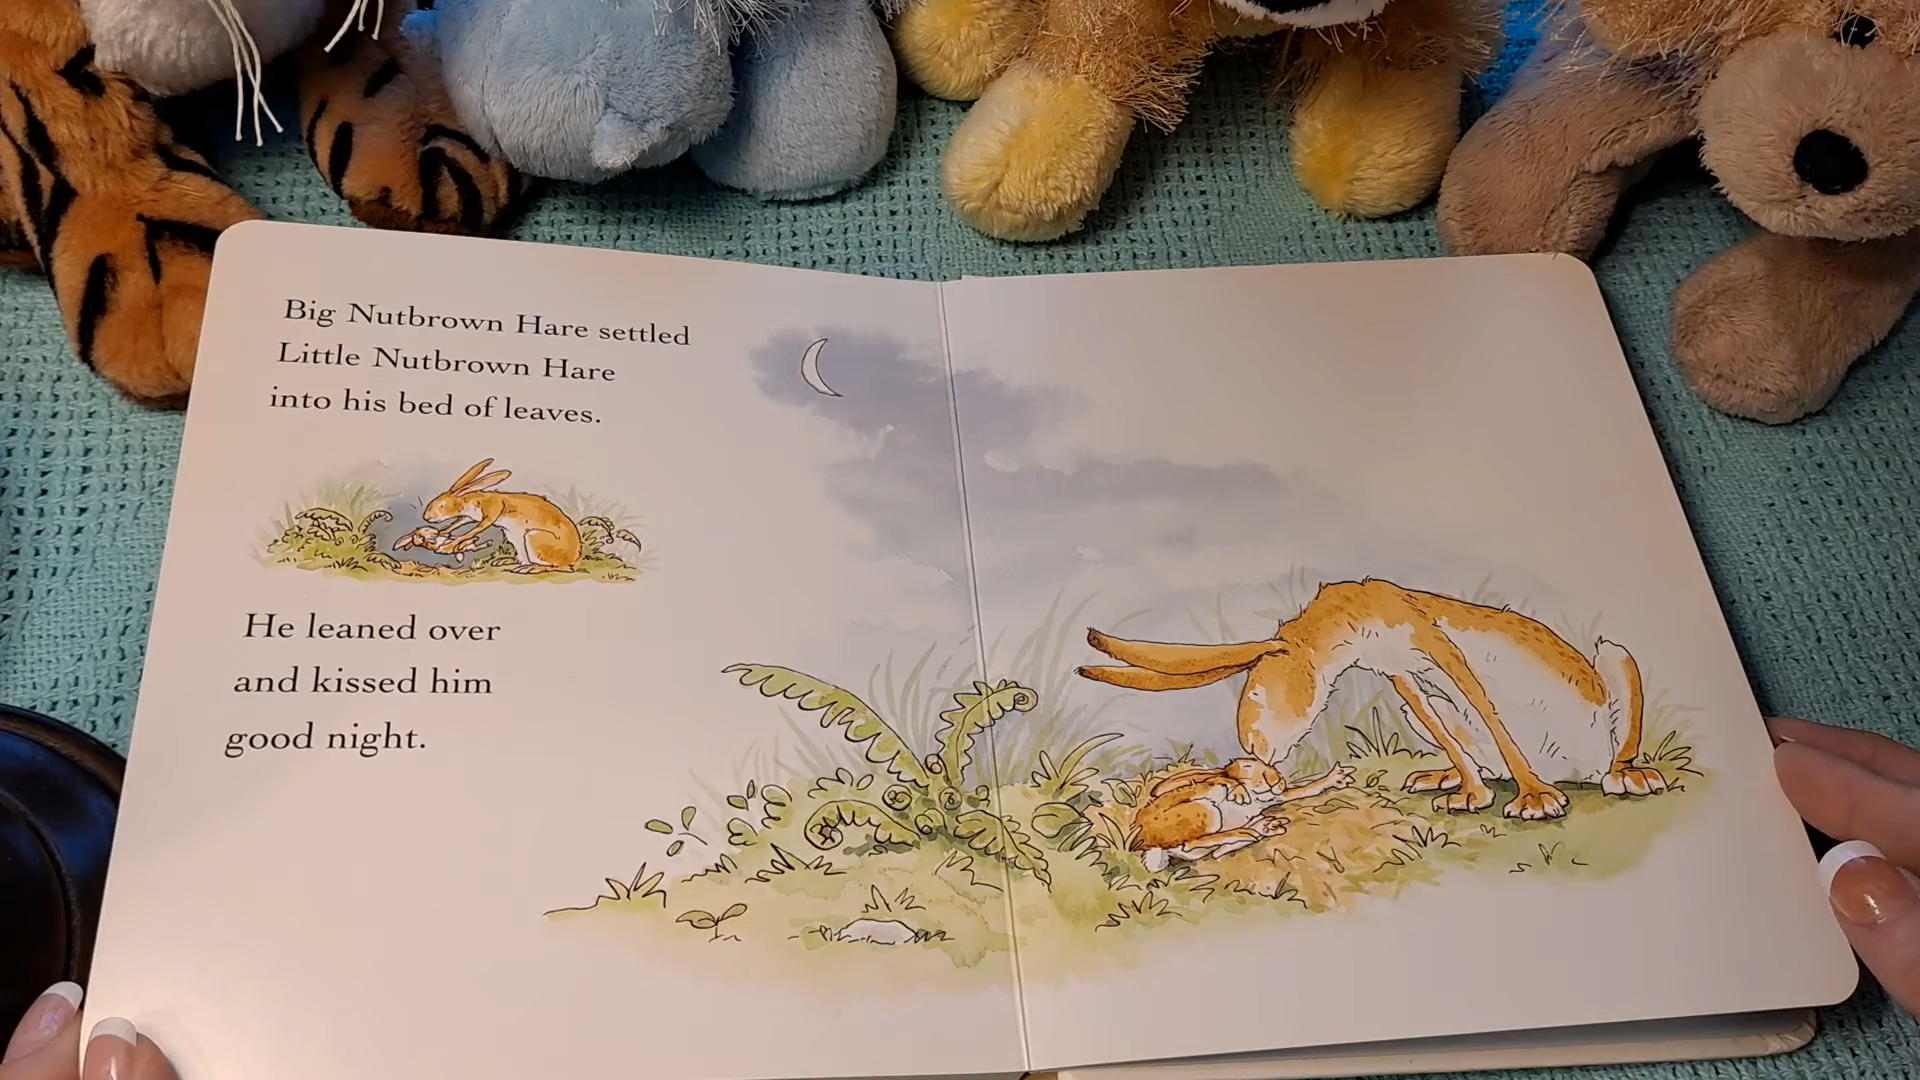 Big Nutbrown Hare settled
Little Nutbrown Hare
into his bed of leaves.
He leaned over
and kissed him
good night.